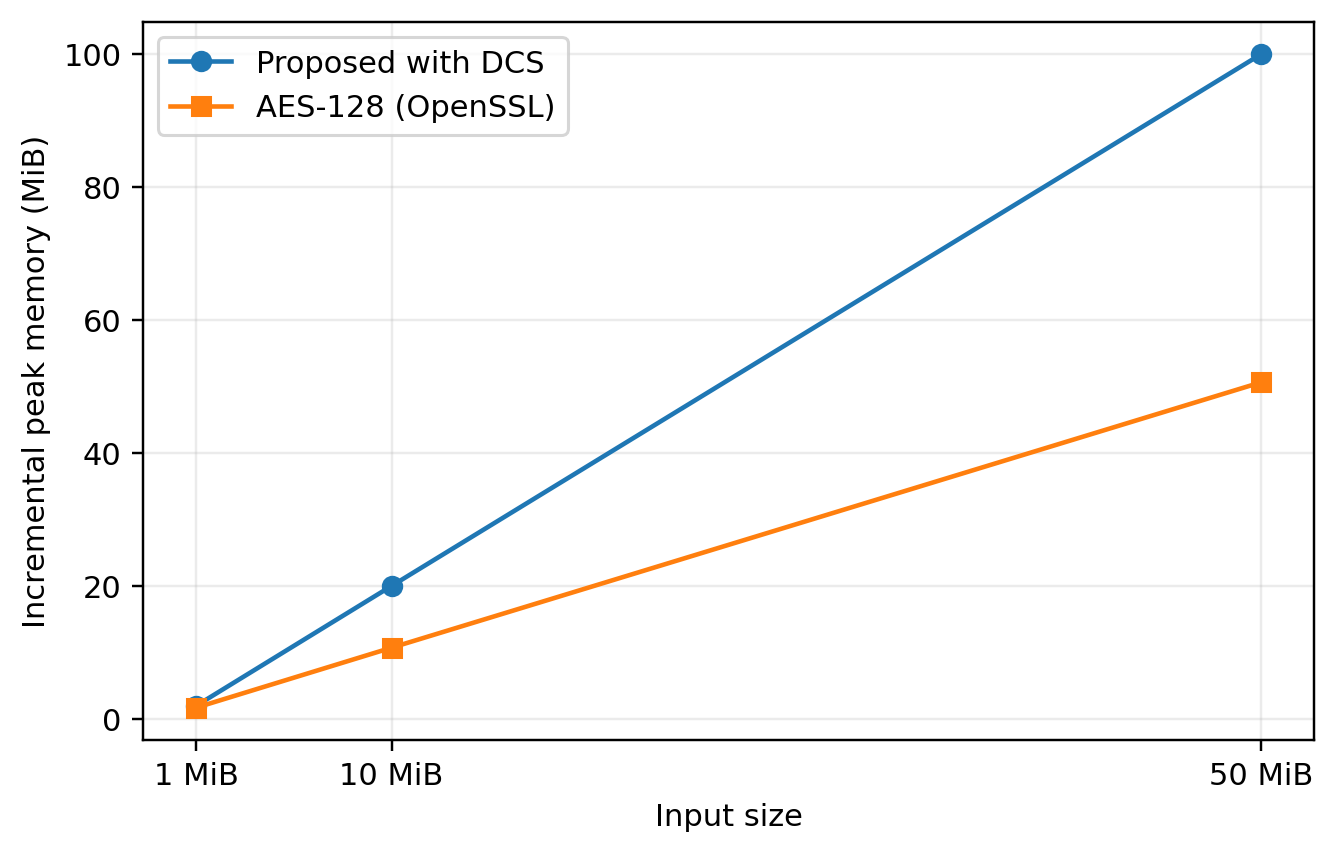 Proposed with DCS
AES-128 (OpenSSL)
Incremental peak memory (MiB)
100
80
60
40
20
0
1 MiB
10 MiB
50 MiB
Input size